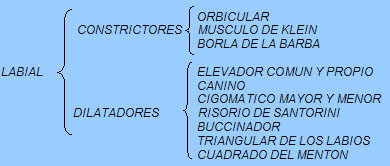 ORBICULAR
CONSTRICTORES
MUSCULO DE KLEIN
BORLA DE LA BARBA
LABIAL
ELEVADOR COMUN Y PROPIO
CANINO
CIGOMATICO MAYOR Y MENOR
DILATADORES
RISORIO DE SANTORINI
BUCCINADOR
TRIANGULAR DE LOS LABIOS
CUADRADO DEL MENTON